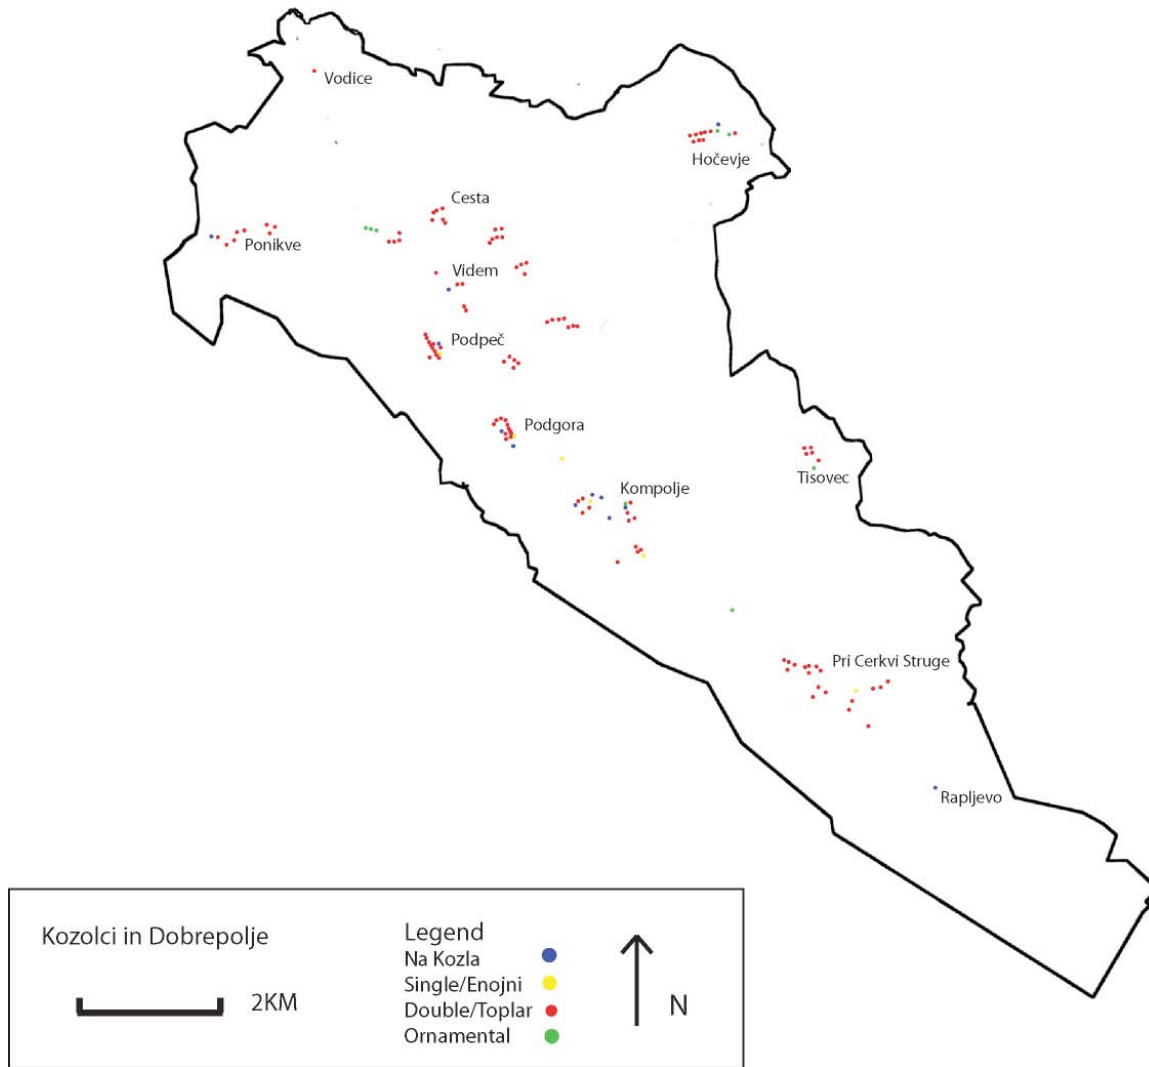 Vodice
Hočevje
Cesta
Ponikve
Videm
Podpeč
Podgora
Tisovec
Kompolje
Pri Cerkvi Struge
Rapljevo
Kozolci in Dobrepolje
2KM
Legend
Na Kozla
Single/Enojni
Double/Toplar
Ornamental
N